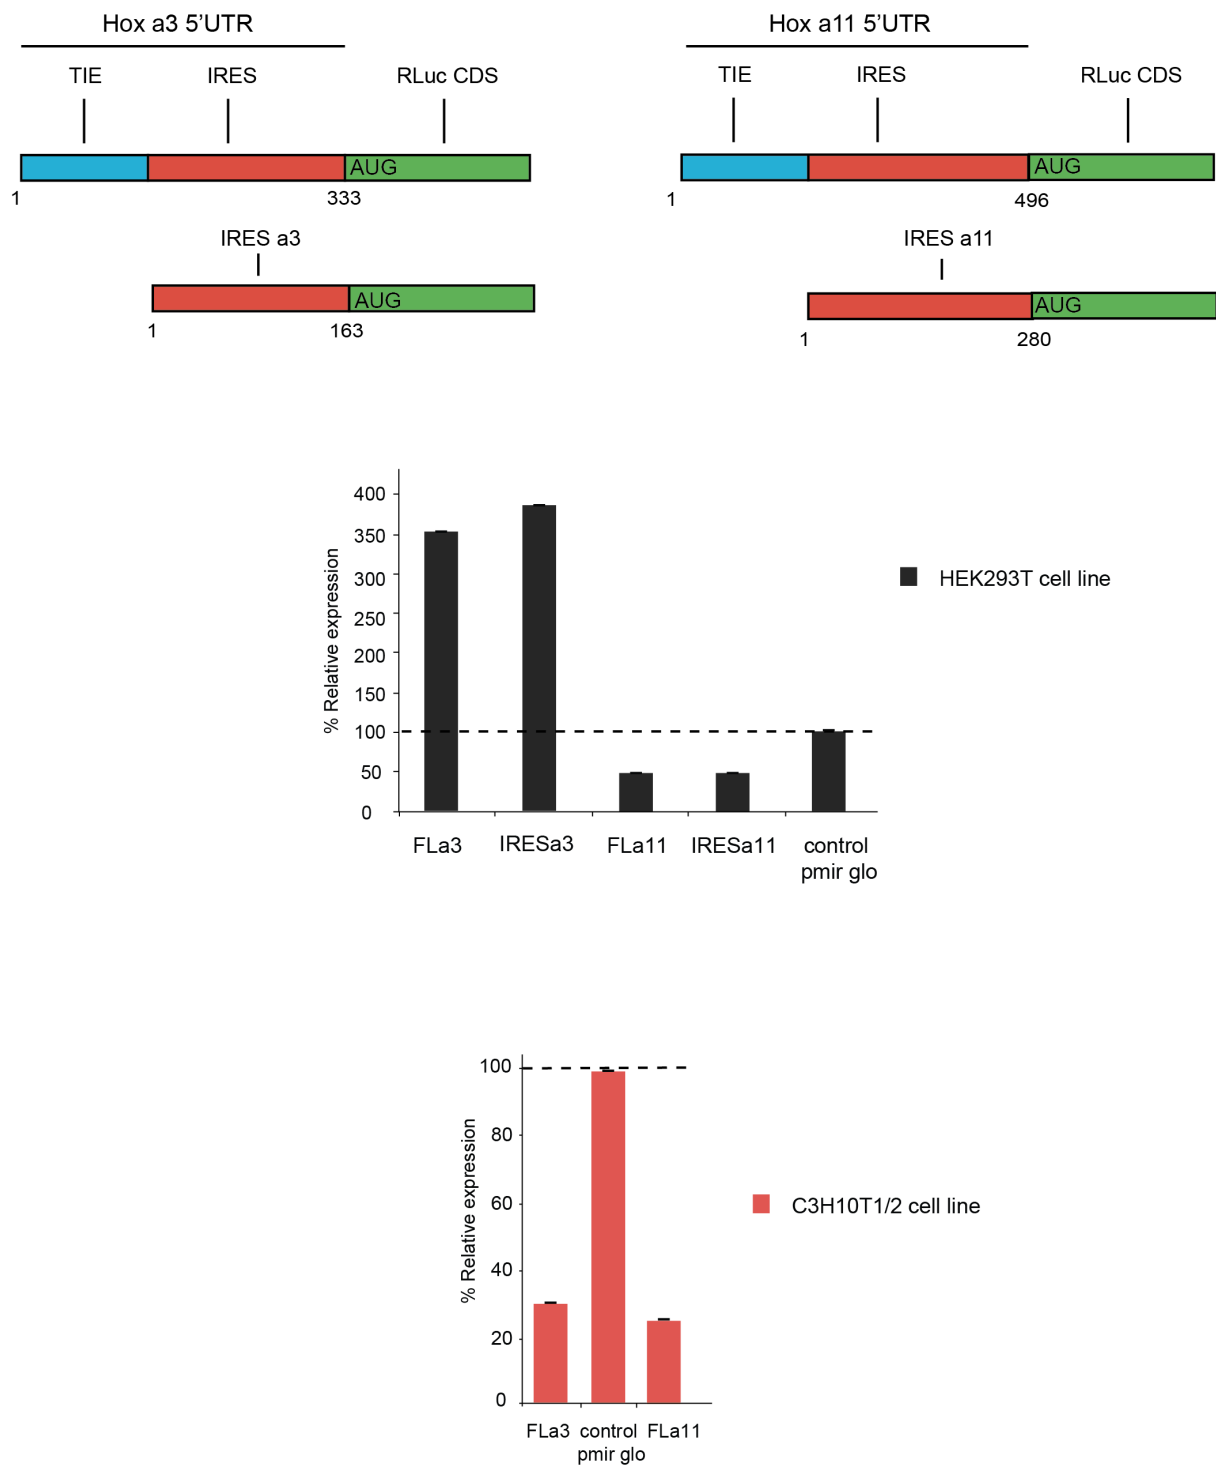 Hox a3 5'UTR
TIE IRES RLuc CDS
AUG
1 333
IRES a3
AUG
1 163
Hox a11 5'UTR
TIE IRES RLuc CDS
AUG
1 496
IRES a11
AUG
1 280
% Relative expression
400
350
300
250
200
150
100
50
0
FLa3 IRESa3 FLa11 IRESa11 control
pmir glo
HEK293T cell line
% Relative expression
100
80
60
40
20
0
FLa3 control FLa11
pmir glo
C3H10T1/2 cell line